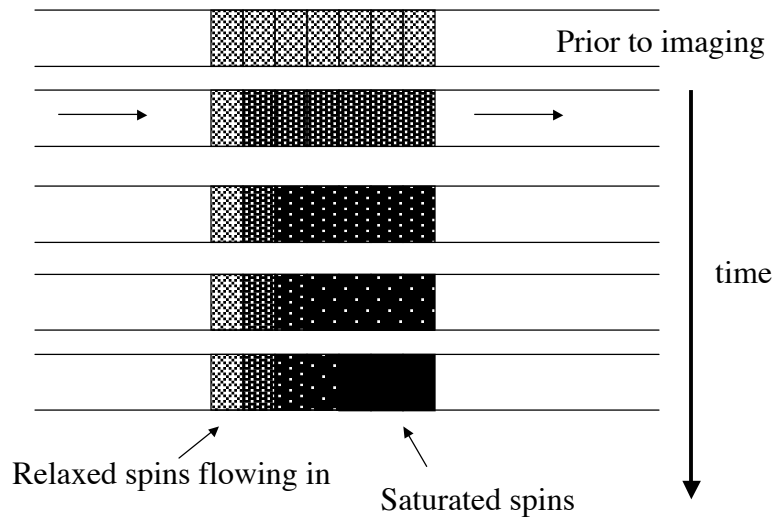 Prior to imaging
time
Relaxed spins flowing in
Saturated spins